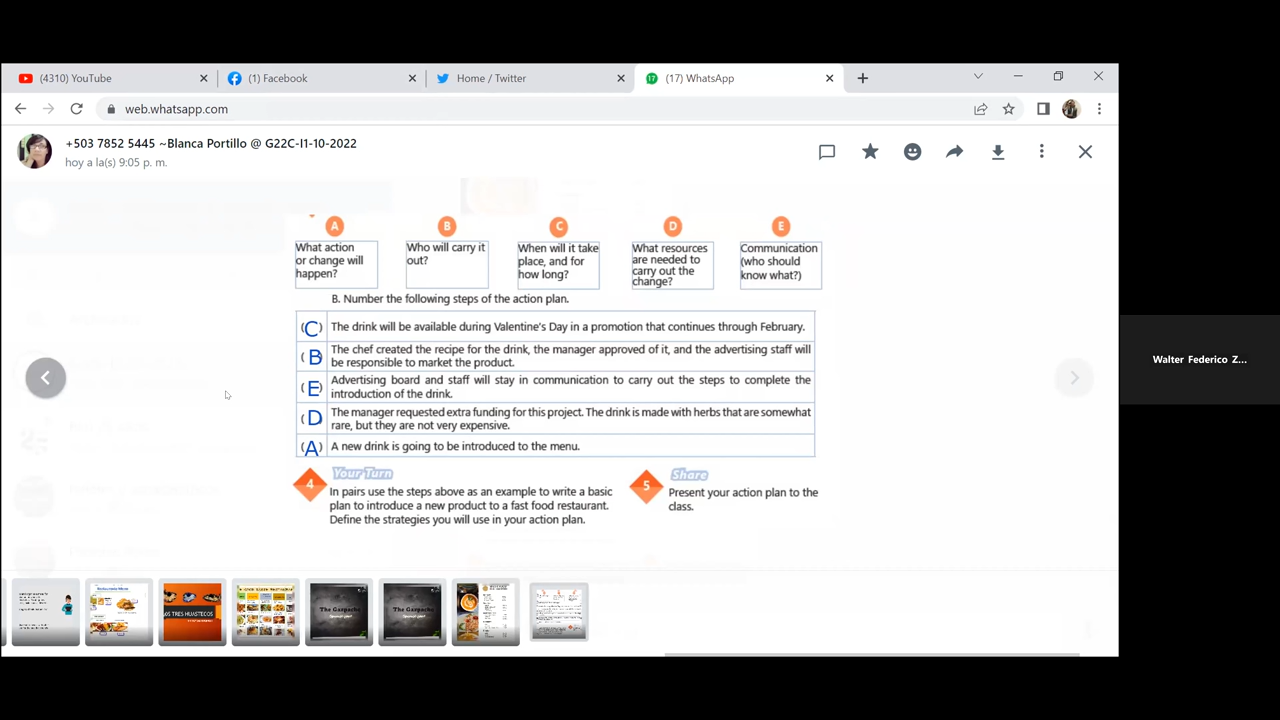 (4310) YouTube
(1) Facebook
Home / Twitter
17
(17) WhatsApp
web.whatsapp.com
+503 7852 5445 ~Blanca Portillo @ G22C-I1-10-2022
hoy a la(s) 9:05 p. m.
A
B
C
D
E
What action
or change will
happen?
Who will carry it
out?
When will it take
place, and for
how long?
What resources
are needed to
carry out the
change?
Communication
(who should
know what?)
B. Number the following steps of the action plan.
(C) The drink will be available during Valentine's Day in a promotion that continues through February.
(B) The chef created the recipe for the drink, the manager approved of it, and the advertising staff will
be responsible to market the product.
(E) Advertising board and staff will stay in communication to carry out the steps to complete the
introduction of the drink.
(D) The manager requested extra funding for this project. The drink is made with herbs that are somewhat
rare, but they are not very expensive.
(A) A new drink is going to be introduced to the menu.
4
Your Turn
In pairs use the steps above as an example to write a basic
plan to introduce a new product to a fast food restaurant.
Define the strategies you will use in your action plan.
5
Share
Present your action plan to the
class.
Walter Federico Z...
LOS TRES HUASTECOS
The Gazpacho
The Gazpacho